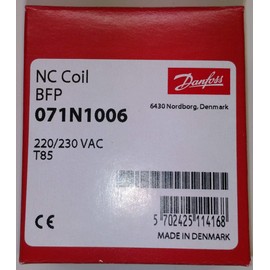 NC Coil
BFP
071N1006
220/230 VAC
T85
Danfoss
6430 Nordborg, Denmark
CE
5 702425 114168
MADE IN DENMARK